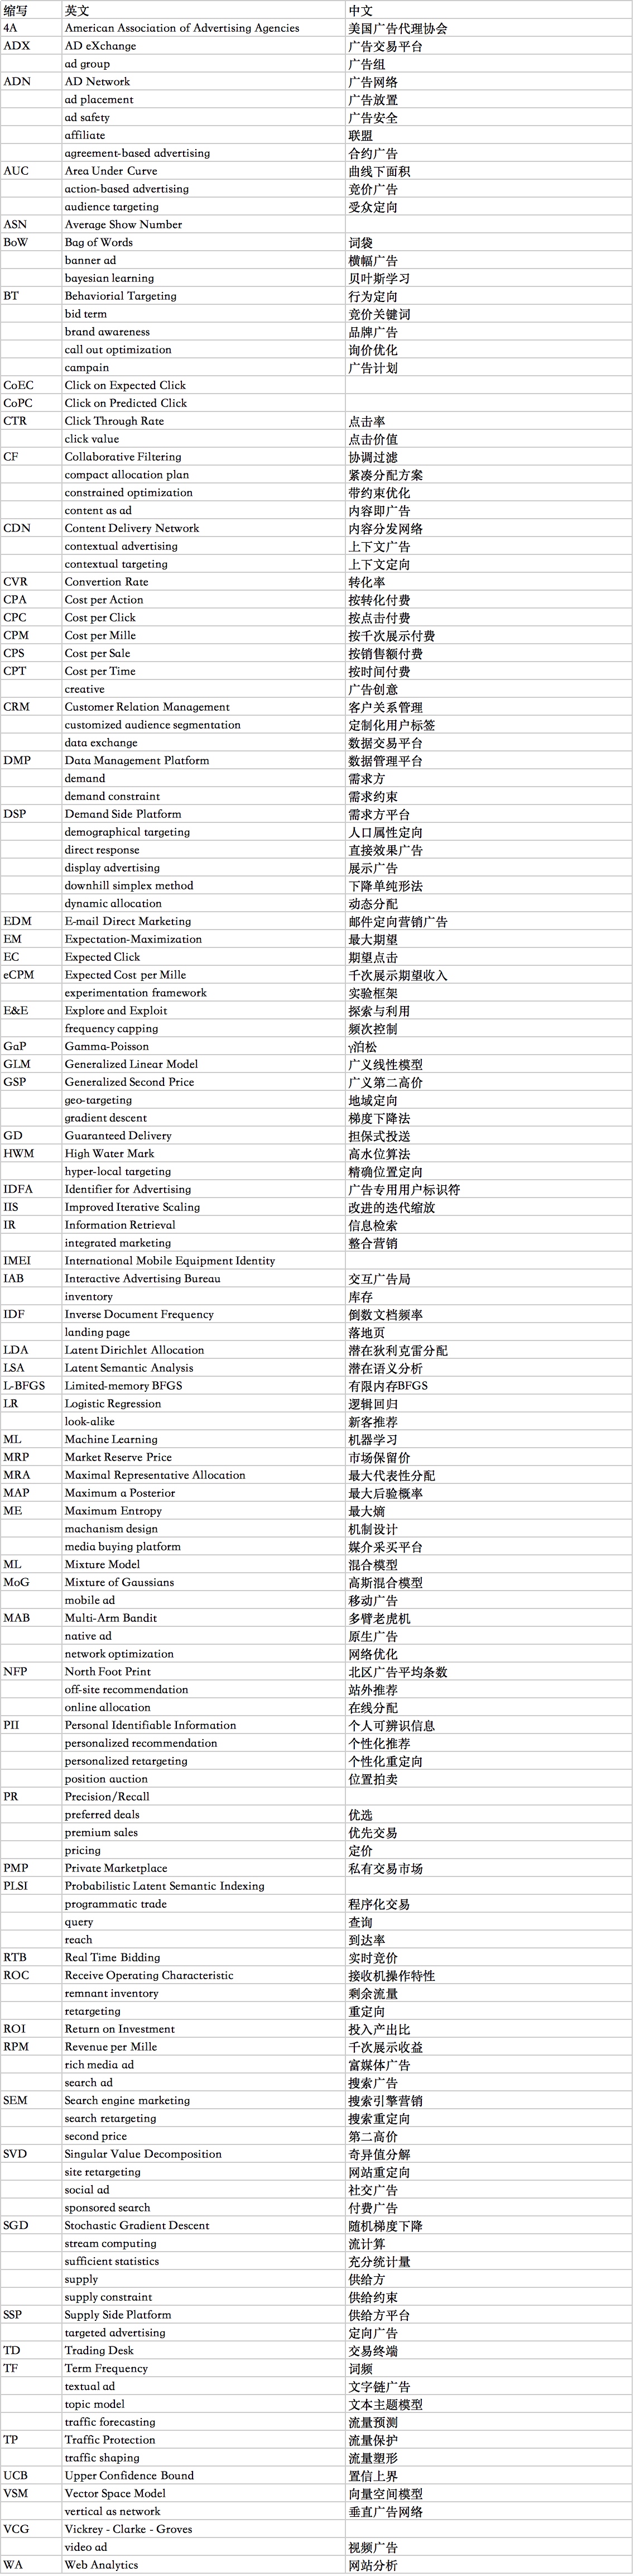 缩写 英文 中文
4A American Association of Advertising Agencies 美国广告代理协会
ADX AD eXchange 广告交易平台
ad group 广告组
ADN AD Network 广告网络
ad placement 广告放置
ad safety 广告安全
affiliate 联盟
agreement-based advertising 合约广告
AUC Area Under Curve 曲线下面积
action-based advertising 竞价广告
audience targeting 受众定向
ASN Average Show Number
BoW Bag of Words 词袋
banner ad 横幅广告
bayesian learning 贝叶斯学习
BT Behaviorial Targeting 行为定向
bid term 竞价关键词
brand awareness 品牌广告
call out optimization 询价优化
campain 广告计划
CoEC Click on Expected Click
CoPC Click on Predicted Click
CTR Click Through Rate 点击率
click value 点击价值
CF Collaborative Filtering 协调过滤
compact allocation plan 紧凑分配方案
constrained optimization 带约束优化
content as ad 内容即广告
CDN Content Delivery Network 内容分发网络
contextual advertising 上下文广告
contextual targeting 上下文定向
CVR Convertion Rate 转化率
CPA Cost per Action 按转化付费
CPC Cost per Click 按点击付费
CPM Cost per Mille 按千次展示付费
CPS Cost per Sale 按销售额付费
CPT Cost per Time 按时间付费
creative 广告创意
CRM Customer Relation Management 客户关系管理
customized audience segmentation 定制化用户标签
data exchange 数据交易平台
DMP Data Management Platform 数据管理平台
demand 需求方
demand constraint 需求约束
DSP Demand Side Platform 需求方平台
demographical targeting 人口属性定向
direct response 直接效果广告
display advertising 展示广告
downhill simplex method 下降单纯形法
dynamic allocation 动态分配
EDM E-mail Direct Marketing 邮件定向营销广告
EM Expectation-Maximization 最大期望
EC Expected Click 期望点击
eCPM Expected Cost per Mille 千次展示期望收入
experimentation framework 实验框架
E&E Explore and Exploit 探索与利用
frequency capping 频次控制
GaP Gamma-Poisson γ泊松
GLM Generalized Linear Model 广义线性模型
GSP Generalized Second Price 广义第二高价
geo-targeting 地域定向
gradient descent 梯度下降法
GD Guaranteed Delivery 担保式投送
HWM High Water Mark 高水位算法
hyper-local targeting 精确位置定向
IDFA Identifier for Advertising 广告专用用户标识符
IIS Improved Iterative Scaling 改进的迭代缩放
IR Information Retrieval 信息检索
integrated marketing 整合营销
IMEI International Mobile Equipment Identity
IAB Interactive Advertising Bureau 交互广告局
inventory 库存
IDF Inverse Document Frequency 倒数文档频率
landing page 落地页
LDA Latent Dirichlet Allocation 潜在狄利克雷分配
LSA Latent Semantic Analysis 潜在语义分析
L-BFGS Limited-memory BFGS 有限内存BFGS
LR Logistic Regression 逻辑回归
look-alike 新客推荐
ML Machine Learning 机器学习
MRP Market Reserve Price 市场保留价
MRA Maximal Representative Allocation 最大代表性分配
MAP Maximum a Posterior 最大后验概率
ME Maximum Entropy 最大熵
machanism design 机制设计
media buying platform 媒介采买平台
ML Mixture Model 混合模型
MoG Mixture of Gaussians 高斯混合模型
mobile ad 移动广告
MAB Multi-Arm Bandit 多臂老虎机
native ad 原生广告
network optimization 网络优化
NFP North Foot Print 北区广告平均条数
off-site recommendation 站外推荐
online allocation 在线分配
PII Personal Identifiable Information 个人可辨识信息
personalized recommendation 个性化推荐
personalized retargeting 个性化重定向
position auction 位置拍卖
PR Precision/Recall
preferred deals 优选
premium sales 优先交易
pricing 定价
PMP Private Marketplace 私有交易市场
PLSI Probabilistic Latent Semantic Indexing
programmatic trade 程序化交易
query 查询
reach 到达率
RTB Real Time Bidding 实时竞价
ROC Receive Operating Characteristic 接收机操作特性
remnant inventory 剩余流量
retargeting 重定向
ROI Return on Investment 投入产出比
RPM Revenue per Mille 千次展示收益
rich media ad 富媒体广告
search ad 搜索广告
SEM Search engine marketing 搜索引擎营销
search retargeting 搜索重定向
second price 第二高价
SVD Singular Value Decomposition 奇异值分解
site retargeting 网站重定向
social ad 社交广告
sponsored search 付费广告
SGD Stochastic Gradient Descent 随机梯度下降
stream computing 流计算
sufficient statistics 充分统计量
supply 供给方
supply constraint 供给约束
SSP Supply Side Platform 供给方平台
targeted advertising 定向广告
TD Trading Desk 交易终端
TF Term Frequency 词频
textual ad 文字链广告
topic model 文本主题模型
traffic forecasting 流量预测
TP Traffic Protection 流量保护
traffic shaping 流量塑形
UCB Upper Confidence Bound 置信上界
VSM Vector Space Model 向量空间模型
vertical as network 垂直广告网络
VCG Vickrey - Clarke - Groves
video ad 视频广告
WA Web Analytics 网站分析